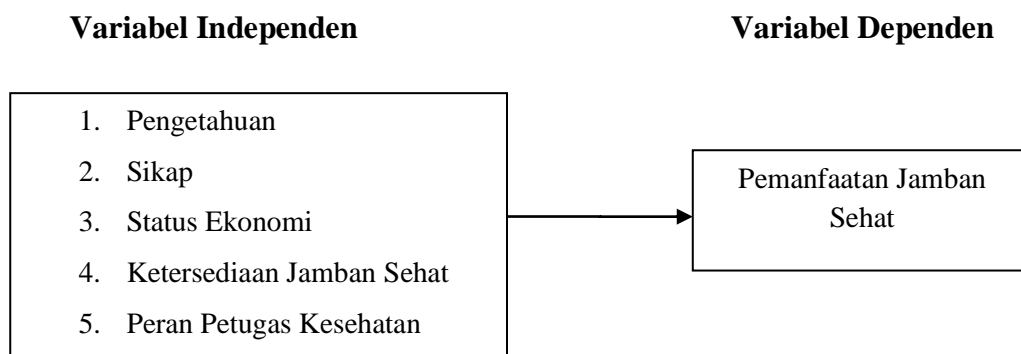 Variabel Independen
Variabel Dependen
1. Pengetahuan
2. Sikap
3. Status Ekonomi
4. Ketersediaan Jamban Sehat
5. Peran Petugas Kesehatan
Pemanfaatan Jamban
Sehat